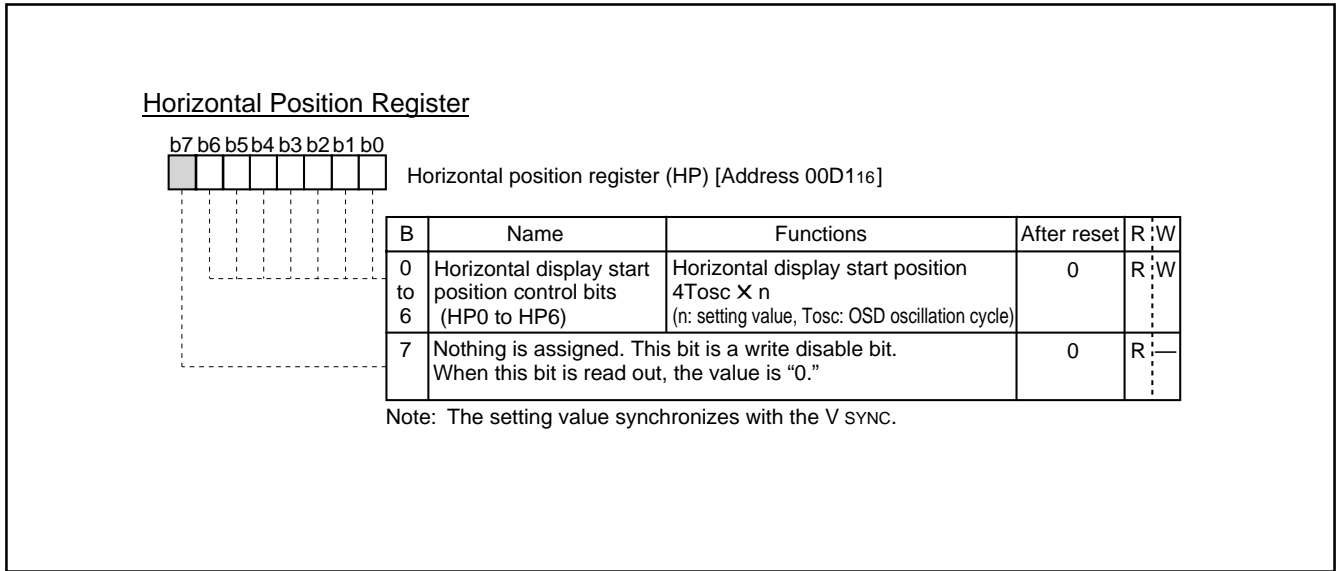 Horizontal Position Register
b7 b6 b5 b4 b3 b2 b1 b0
Horizontal position register (HP) [Address 00D116]
B Name Functions After reset R W
0 to 6 Horizontal display start position control bits (HP0 to HP6) Horizontal display start position 4Tosc ✕ n (n: setting value, Tosc: OSD oscillation cycle) 0 R W
7 Nothing is assigned. This bit is a write disable bit. When this bit is read out, the value is “0.” 0 R —
Note: The setting value synchronizes with the V SYNC.